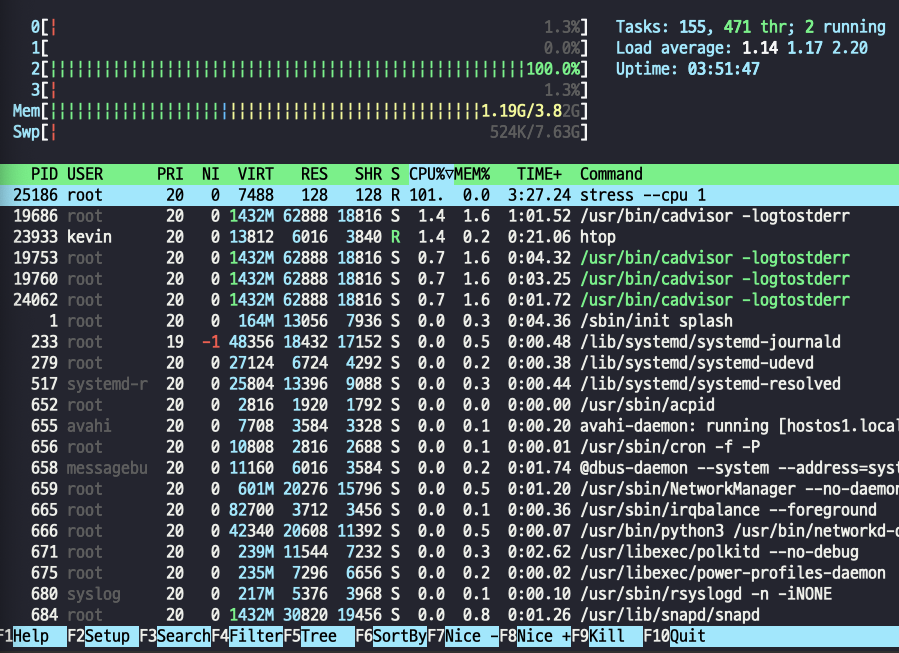 0[| 1.3%] Tasks: 155, 471 thr; 2 running
1[ 0.0%] Load average: 1.14 1.17 2.20
2[||||||||||||||||||||||||||||||||||||||||||||||||||||||100.0%] Uptime: 03:51:47
3[| 1.3%]
Mem[||||||||||||||||||||||||||||||||||||||||||||||||1.19G/3.82G]
Swp[| 524K/7.63G]
PID USER PRI NI VIRT RES SHR S CPU%▽MEM% TIME+ Command
25186 root 20 0 7488 128 128 R 101. 0.0 3:27.24 stress --cpu 1
19686 root 20 0 1432M 62888 18816 S 1.4 1.6 1:01.52 /usr/bin/cadvisor -logtostderr
23933 kevin 20 0 13812 6016 3840 R 1.4 0.2 0:21.06 htop
19753 root 20 0 1432M 62888 18816 S 0.7 1.6 0:04.32 /usr/bin/cadvisor -logtostderr
19760 root 20 0 1432M 62888 18816 S 0.7 1.6 0:03.25 /usr/bin/cadvisor -logtostderr
24062 root 20 0 1432M 62888 18816 S 0.7 1.6 0:01.72 /usr/bin/cadvisor -logtostderr
1 root 20 0 164M 13056 7936 S 0.0 0.3 0:04.36 /sbin/init splash
233 root 19 -1 48356 18432 17152 S 0.0 0.5 0:00.48 /lib/systemd/systemd-journald
279 root 20 0 27124 6724 4292 S 0.0 0.2 0:00.38 /lib/systemd/systemd-udevd
517 systemd-r 20 0 25804 13396 9088 S 0.0 0.3 0:00.44 /lib/systemd/systemd-resolved
652 root 20 0 2816 1920 1792 S 0.0 0.0 0:00.00 /usr/sbin/acpid
655 avahi 20 0 7708 3584 3328 S 0.0 0.1 0:00.20 avahi-daemon: running [hostos1.local
656 root 20 0 10808 2816 2688 S 0.0 0.1 0:00.01 /usr/sbin/cron -f -P
658 messagebu 20 0 11160 6016 3584 S 0.0 0.2 0:01.74 @dbus-daemon --system --address=syst
659 root 20 0 601M 20276 15796 S 0.0 0.5 0:01.20 /usr/sbin/NetworkManager --no-daemon
665 root 20 0 82700 3712 3456 S 0.0 0.1 0:00.36 /usr/sbin/irqbalance --foreground
666 root 20 0 42340 20608 11392 S 0.0 0.5 0:00.07 /usr/bin/python3 /usr/bin/networkd-d
671 root 20 0 239M 11544 7232 S 0.0 0.3 0:02.62 /usr/libexec/polkitd --no-debug
675 root 20 0 235M 7296 6656 S 0.0 0.2 0:00.02 /usr/libexec/power-profiles-daemon
680 syslog 20 0 217M 5376 3968 S 0.0 0.1 0:00.10 /usr/sbin/rsyslogd -n -iNONE
684 root 20 0 1432M 30820 19456 S 0.0 0.8 0:01.26 /usr/lib/snapd/snapd
F1Help F2Setup F3SearchF4FilterF5Tree F6SortByF7Nice -F8Nice +F9Kill F10Quit